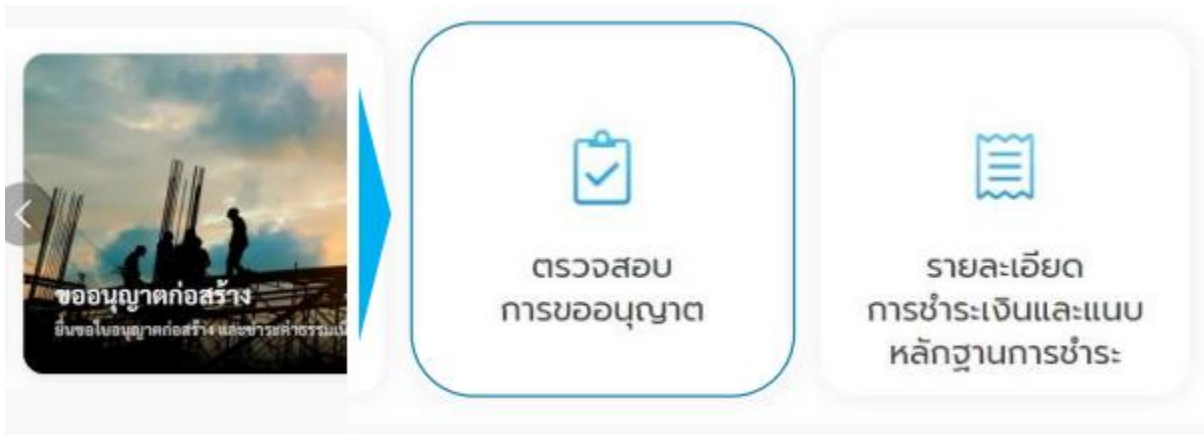 ขออนุญาตก่อสร้าง
ยื่นขอใบอนุญาตก่อสร้าง และชำระค่าธรรมเนี
ตรวจสอบ
การขออนุญาต
รายละเอียด
การชำระเงินและแนบ
หลักฐานการชำระ